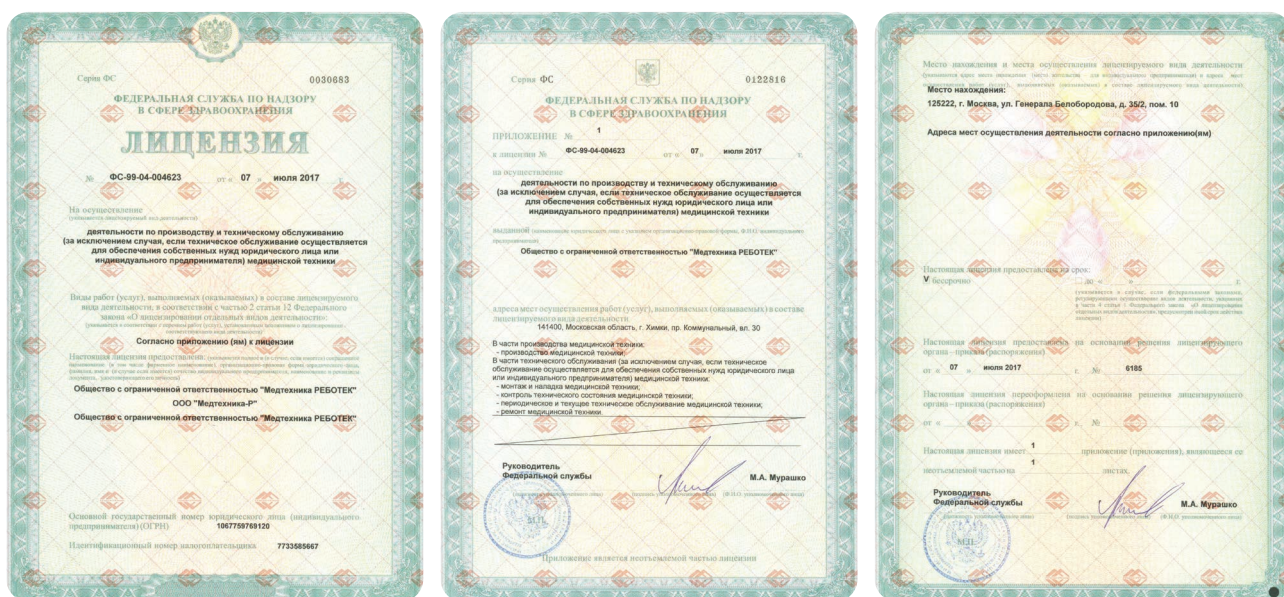 Серия ФС
0030683
ФЕДЕРАЛЬНАЯ СЛУЖБА ПО НАДЗОРУ
В СФЕРЕ ЗДРАВООХРАНЕНИЯ
ЛИЦЕНЗИЯ
№ ФС-99-04-004623 от « 07 » июля 2017 г.
На осуществление
(указывается лицензируемый вид деятельности)
деятельности по производству и техническому обслуживанию
(за исключением случая, если техническое обслуживание осуществляется
для обеспечения собственных нужд юридического лица или
индивидуального предпринимателя) медицинской техники
Виды работ (услуг), выполняемых (оказываемых) в составе лицензируемого
вида деятельности, в соответствии с частью 2 статьи 12 Федерального
закона «О лицензировании отдельных видов деятельности»:
Согласно приложению (ям) к лицензии
Настоящая лицензия предоставлена:
Общество с ограниченной ответственностью "Медтехника РЕБОТЕК"
ООО "Медтехника-Р"
Общество с ограниченной ответственностью "Медтехника РЕБОТЕК"
Основной государственный номер юридического лица (индивидуального
предпринимателя) (ОГРН) 1067759769120
Идентификационный номер налогоплательщика 7733585667
Серия ФС
0122816
ФЕДЕРАЛЬНАЯ СЛУЖБА ПО НАДЗОРУ
В СФЕРЕ ЗДРАВООХРАНЕНИЯ
ПРИЛОЖЕНИЕ № 1
к лицензии № ФС-99-04-004623 от « 07 » июля 2017 г.
на осуществление
деятельности по производству и техническому обслуживанию
(за исключением случая, если техническое обслуживание осуществляется
для обеспечения собственных нужд юридического лица или
индивидуального предпринимателя) медицинской техники
выданной (наименование юридического лица с указанием организационно-правовой формы, Ф.И.О. индивидуального
предпринимателя)
Общество с ограниченной ответственностью "Медтехника РЕБОТЕК"
адреса мест осуществления работ (услуг), выполняемых (оказываемых) в составе
лицензируемого вида деятельности
141400, Московская область, г. Химки, пр. Коммунальный, вл. 30
В части производства медицинской техники:
- производство медицинской техники;
В части технического обслуживания (за исключением случая, если техническое
обслуживание осуществляется для обеспечения собственных нужд юридического лица
или индивидуального предпринимателя) медицинской техники:
- монтаж и наладка медицинской техники;
- контроль технического состояния медицинской техники;
- периодическое и текущее техническое обслуживание медицинской техники;
- ремонт медицинской техники.
Руководитель
Федеральной службы
М.А. Мурашко
М.П.
Приложение является неотъемлемой частью лицензии
Место нахождения и места осуществления лицензируемого вида деятельности
Место нахождения:
125222, г. Москва, ул. Генерала Белобородова, д. 35/2, пом. 10
Адреса мест осуществления деятельности согласно приложению(ям)
Настоящая лицензия предоставлена на срок:
V бессрочно
до « » г.
Настоящая лицензия предоставлена на основании решения лицензирующего
органа – приказа (распоряжения)
от « 07 » июля 2017 г. № 6185
Настоящая лицензия переоформлена на основании решения лицензирующего
органа – приказа (распоряжения)
от « » г. №
Настоящая лицензия имеет 1 приложение (приложения), являющееся ее
неотъемлемой частью на 1 листах.
Руководитель
Федеральной службы
М.А. Мурашко
М.П.